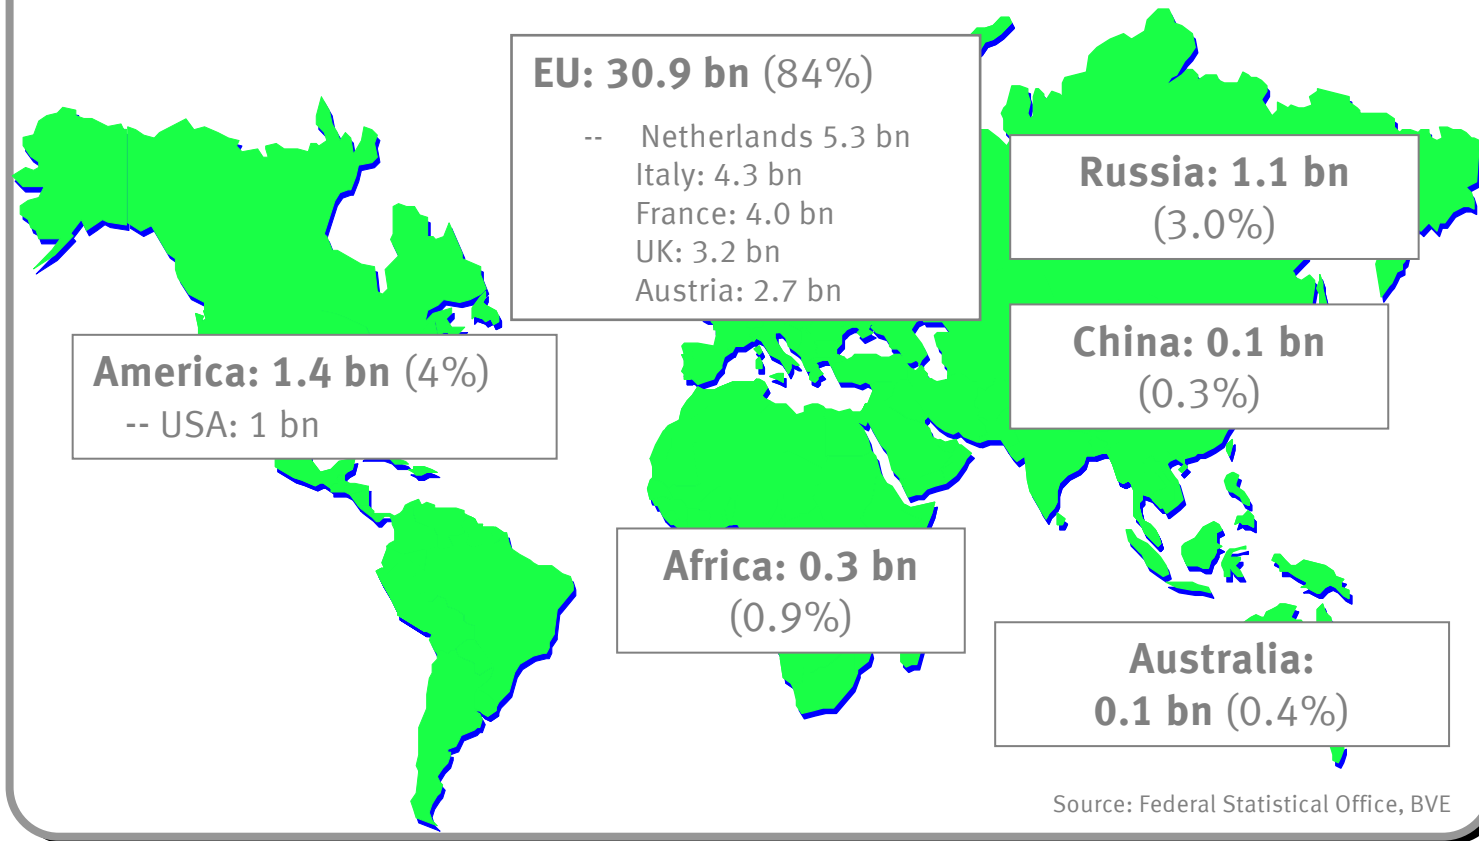 EU: 30.9 bn (84%)
-- Netherlands 5.3 bn
Italy: 4.3 bn
France: 4.0 bn
UK: 3.2 bn
Austria: 2.7 bn
Russia: 1.1 bn
(3.0%)
China: 0.1 bn
(0.3%)
America: 1.4 bn (4%)
-- USA: 1 bn
Africa: 0.3 bn
(0.9%)
Australia:
0.1 bn (0.4%)
Source: Federal Statistical Office, BVE